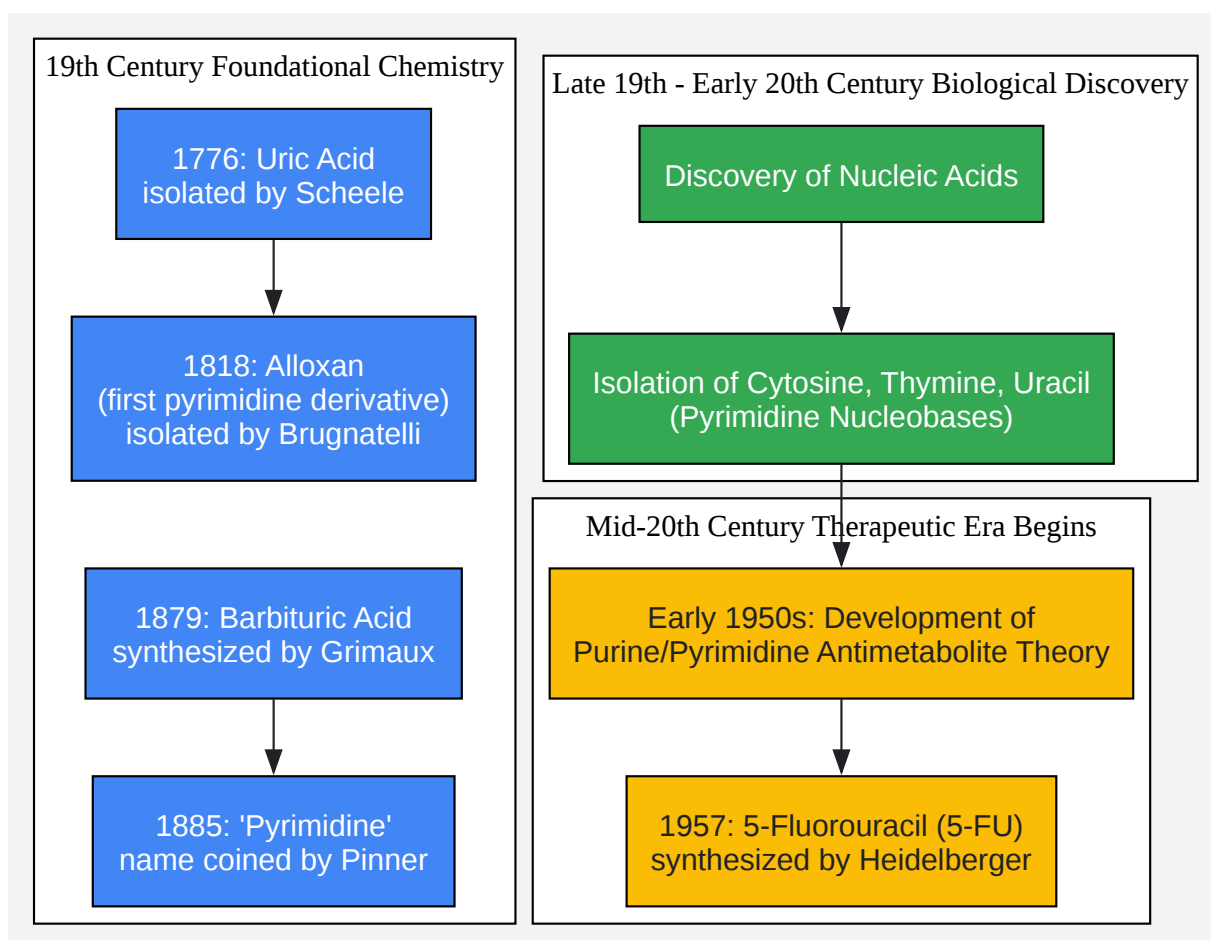 19th Century Foundational Chemistry
1776: Uric Acid
isolated by Scheele
1818: Alloxan
(first pyrimidine derivative)
isolated by Brugnatelli
1879: Barbituric Acid
synthesized by Grimaux
1885: 'Pyrimidine'
name coined by Pinner
Late 19th - Early 20th Century Biological Discovery
Discovery of Nucleic Acids
Isolation of Cytosine, Thymine, Uracil
(Pyrimidine Nucleobases)
Mid-20th Century Therapeutic Era Begins
Early 1950s: Development of
Purine/Pyrimidine Antimetabolite Theory
1957: 5-Fluorouracil (5-FU)
synthesized by Heidelberger